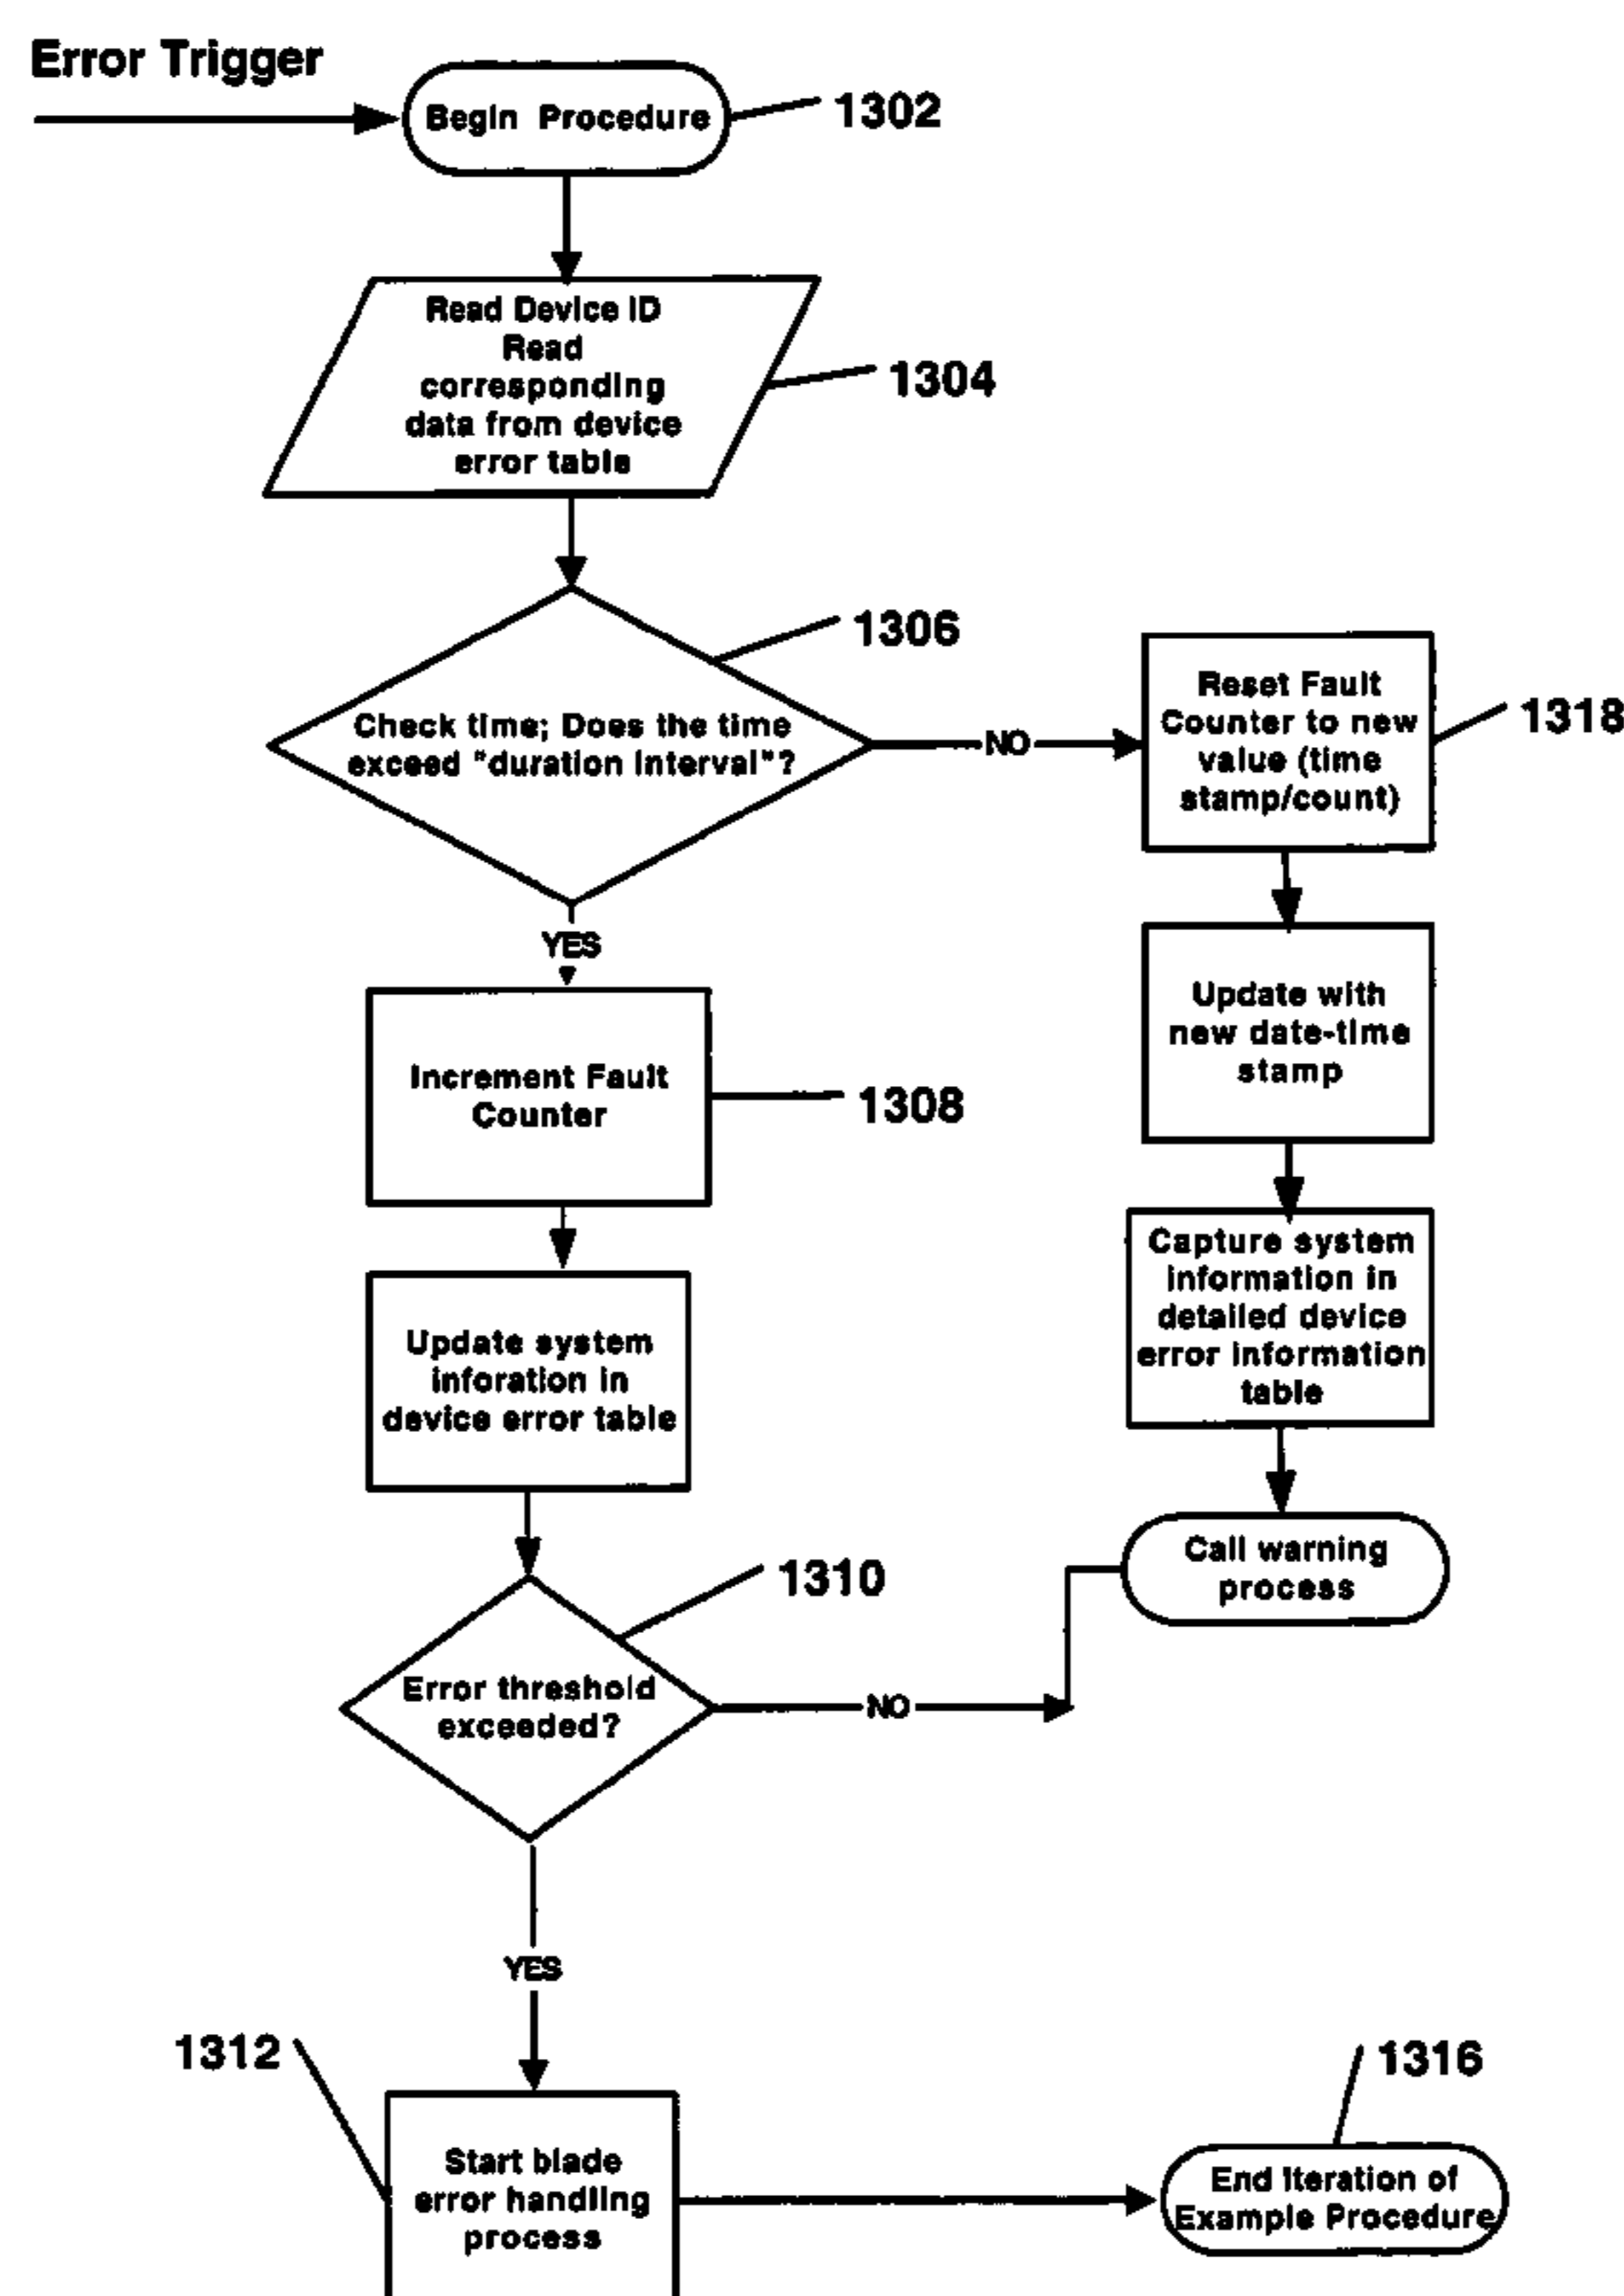 Error Trigger
Begin Procedure
1302
Read Device ID
Read
corresponding
data from device
error table
1304
1306
Check time; Does the time
exceed "duration interval"?
NO
Reset Fault
Counter to new
value (time
stamp/count)
1318
YES
Update with
new date-time
stamp
Increment Fault
Counter
1308
Capture system
information in
detailed device
error information
table
Update system
inforation in
device error table
Call warning
process
1310
Error threshold
exceeded?
NO
YES
1312
1316
Start blade
error handling
process
End Iteration of
Example Procedure